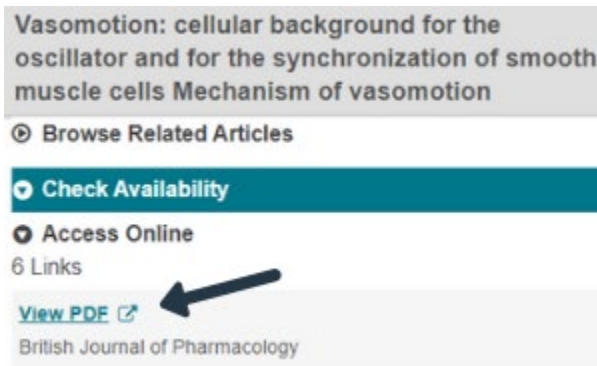 Vasomotion: cellular background for the
oscillator and for the synchronization of smooth
muscle cells Mechanism of vasomotion
Browse Related Articles
Check Availability
Access Online
6 Links
View PDF
British Journal of Pharmacology